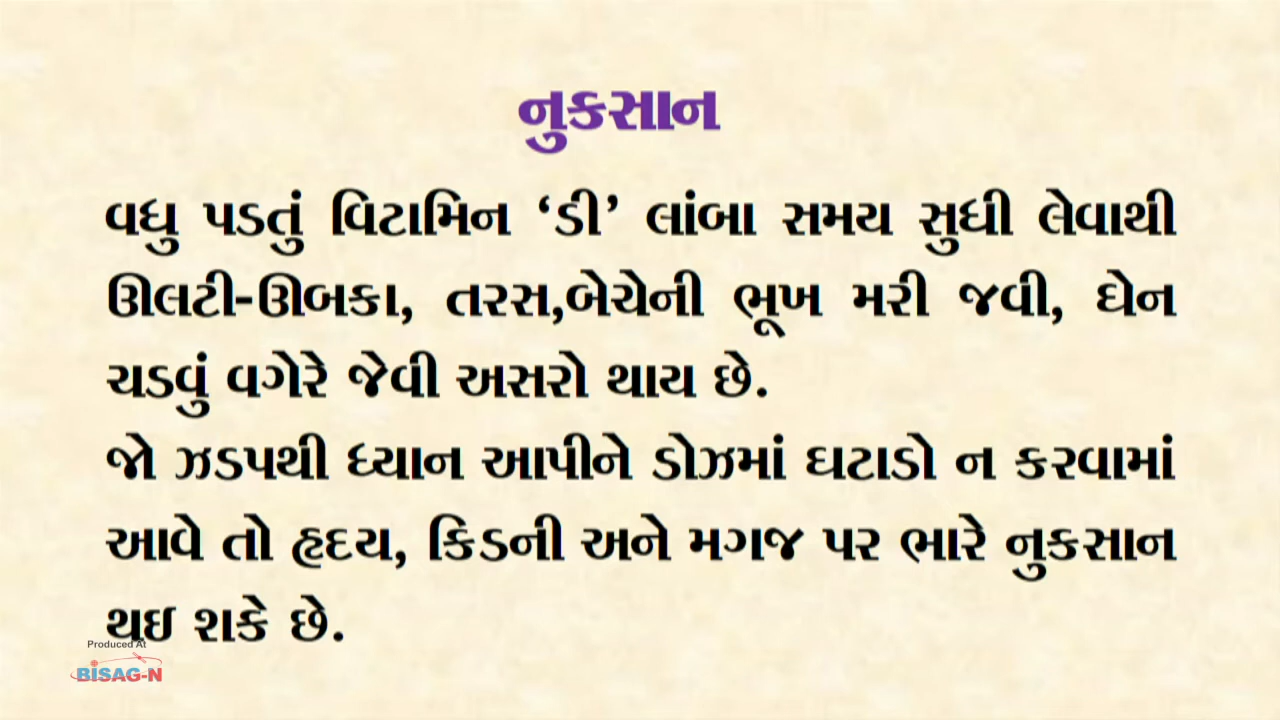 નુકસાન
વધુ પડતું વિટામિન ‘ડી’ લાંબા સમય સુધી લેવાથી
ઊલટી-ઊબકા, તરસ,બેચેની ભૂખ મરી જવી, ઘેન
ચડવું વગેરે જેવી અસરો થાય છે.
જો ઝડપથી ધ્યાન આપીને ડોઝમાં ઘટાડો ન કરવામાં
આવે તો હૃદય, કિડની અને મગજ પર ભારે નુકસાન
થઇ શકે છે.
Produced At
BISAG-N